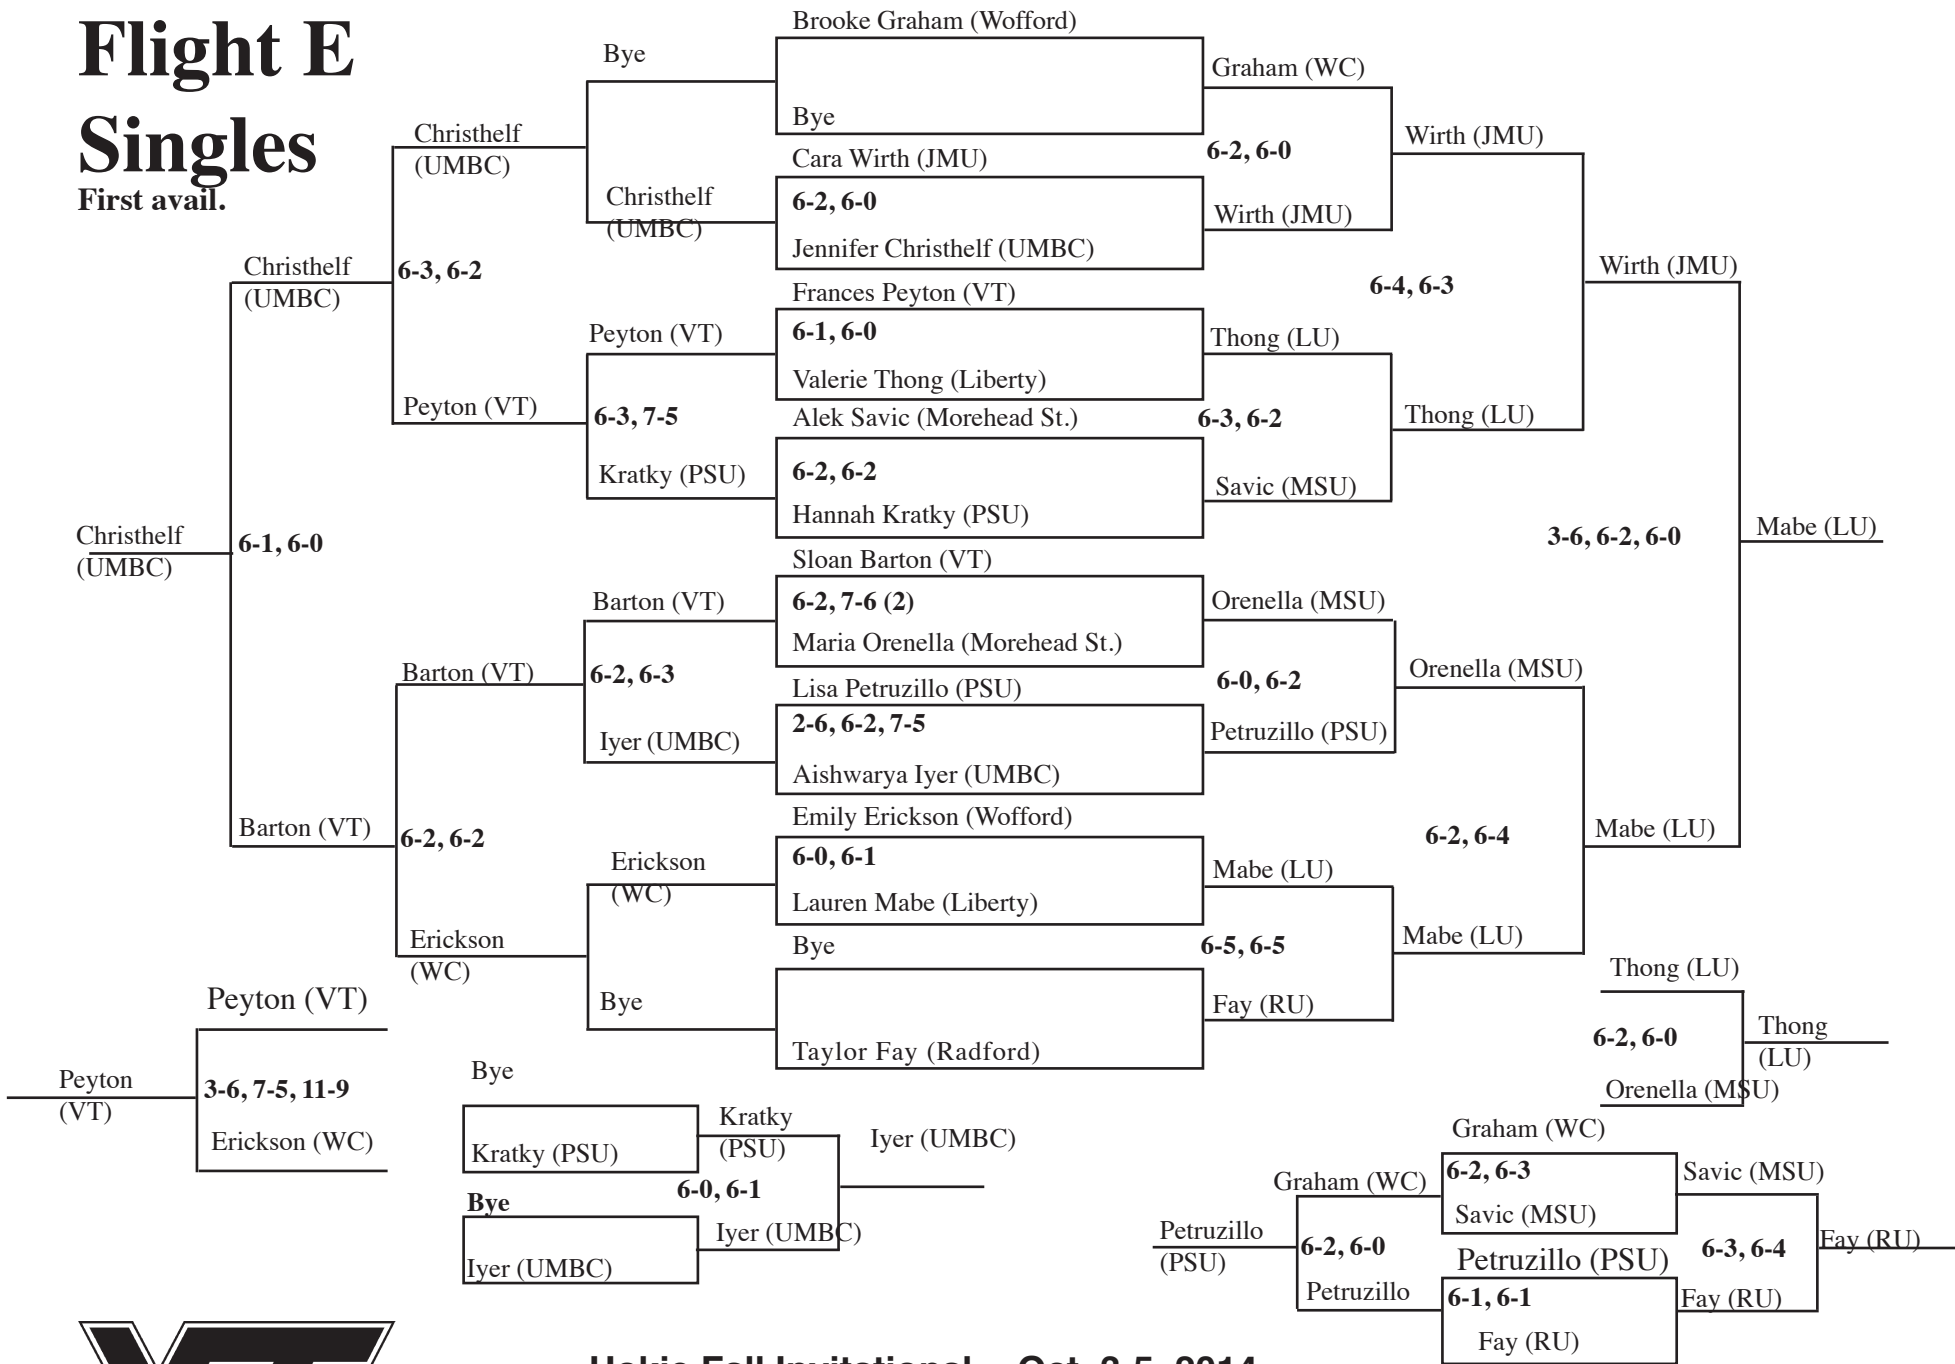 Flight E
Singles
First avail.
Brooke Graham (Wofford)
Bye
Cara Wirth (JMU)
6-2, 6-0
Jennifer Christhelf (UMBC)
Frances Peyton (VT)
6-1, 6-0
Valerie Thong (Liberty)
Alek Savic (Morehead St.)
6-2, 6-2
Hannah Kratky (PSU)
Sloan Barton (VT)
6-2, 7-6 (2)
Maria Orenella (Morehead St.)
Lisa Petruzillo (PSU)
2-6, 6-2, 7-5
Aishwarya Iyer (UMBC)
Emily Erickson (Wofford)
6-0, 6-1
Lauren Mabe (Liberty)
Bye
Taylor Fay (Radford)
Graham (WC)
6-2, 6-0
Wirth (JMU)
Thong (LU)
6-3, 6-2
Savic (MSU)
Orenella (MSU)
6-0, 6-2
Petruzillo (PSU)
Mabe (LU)
6-5, 6-5
Fay (RU)
Wirth (JMU)
6-4, 6-3
Thong (LU)
Orenella (MSU)
6-2, 6-4
Mabe (LU)
Wirth (JMU)
3-6, 6-2, 6-0
Mabe (LU)
Mabe (LU)
Bye
Christhelf
(UMBC)
Peyton (VT)
6-3, 7-5
Kratky (PSU)
Barton (VT)
6-2, 6-3
Iyer (UMBC)
Erickson
(WC)
Bye
Christhelf
(UMBC)
6-3, 6-2
Peyton (VT)
Barton (VT)
6-2, 6-2
Erickson
(WC)
Christhelf
(UMBC)
6-1, 6-0
Barton (VT)
Christhelf
(UMBC)
Peyton (VT)
3-6, 7-5, 11-9
Erickson (WC)
Peyton
(VT)
Bye
Kratky (PSU)
Bye
Iyer (UMBC)
Kratky
(PSU)
6-0, 6-1
Iyer (UMBC)
Iyer (UMBC)
Thong (LU)
6-2, 6-0
Orenella (MSU)
Thong
(LU)
Graham (WC)
6-2, 6-3
Savic (MSU)
Petruzillo (PSU)
6-1, 6-1
Fay (RU)
Savic (MSU)
6-3, 6-4
Fay (RU)
Fay (RU)
Graham (WC)
6-2, 6-0
Petruzillo
Petruzillo
(PSU)
Hokie Fall Invitational – Oct. 3-5, 2014